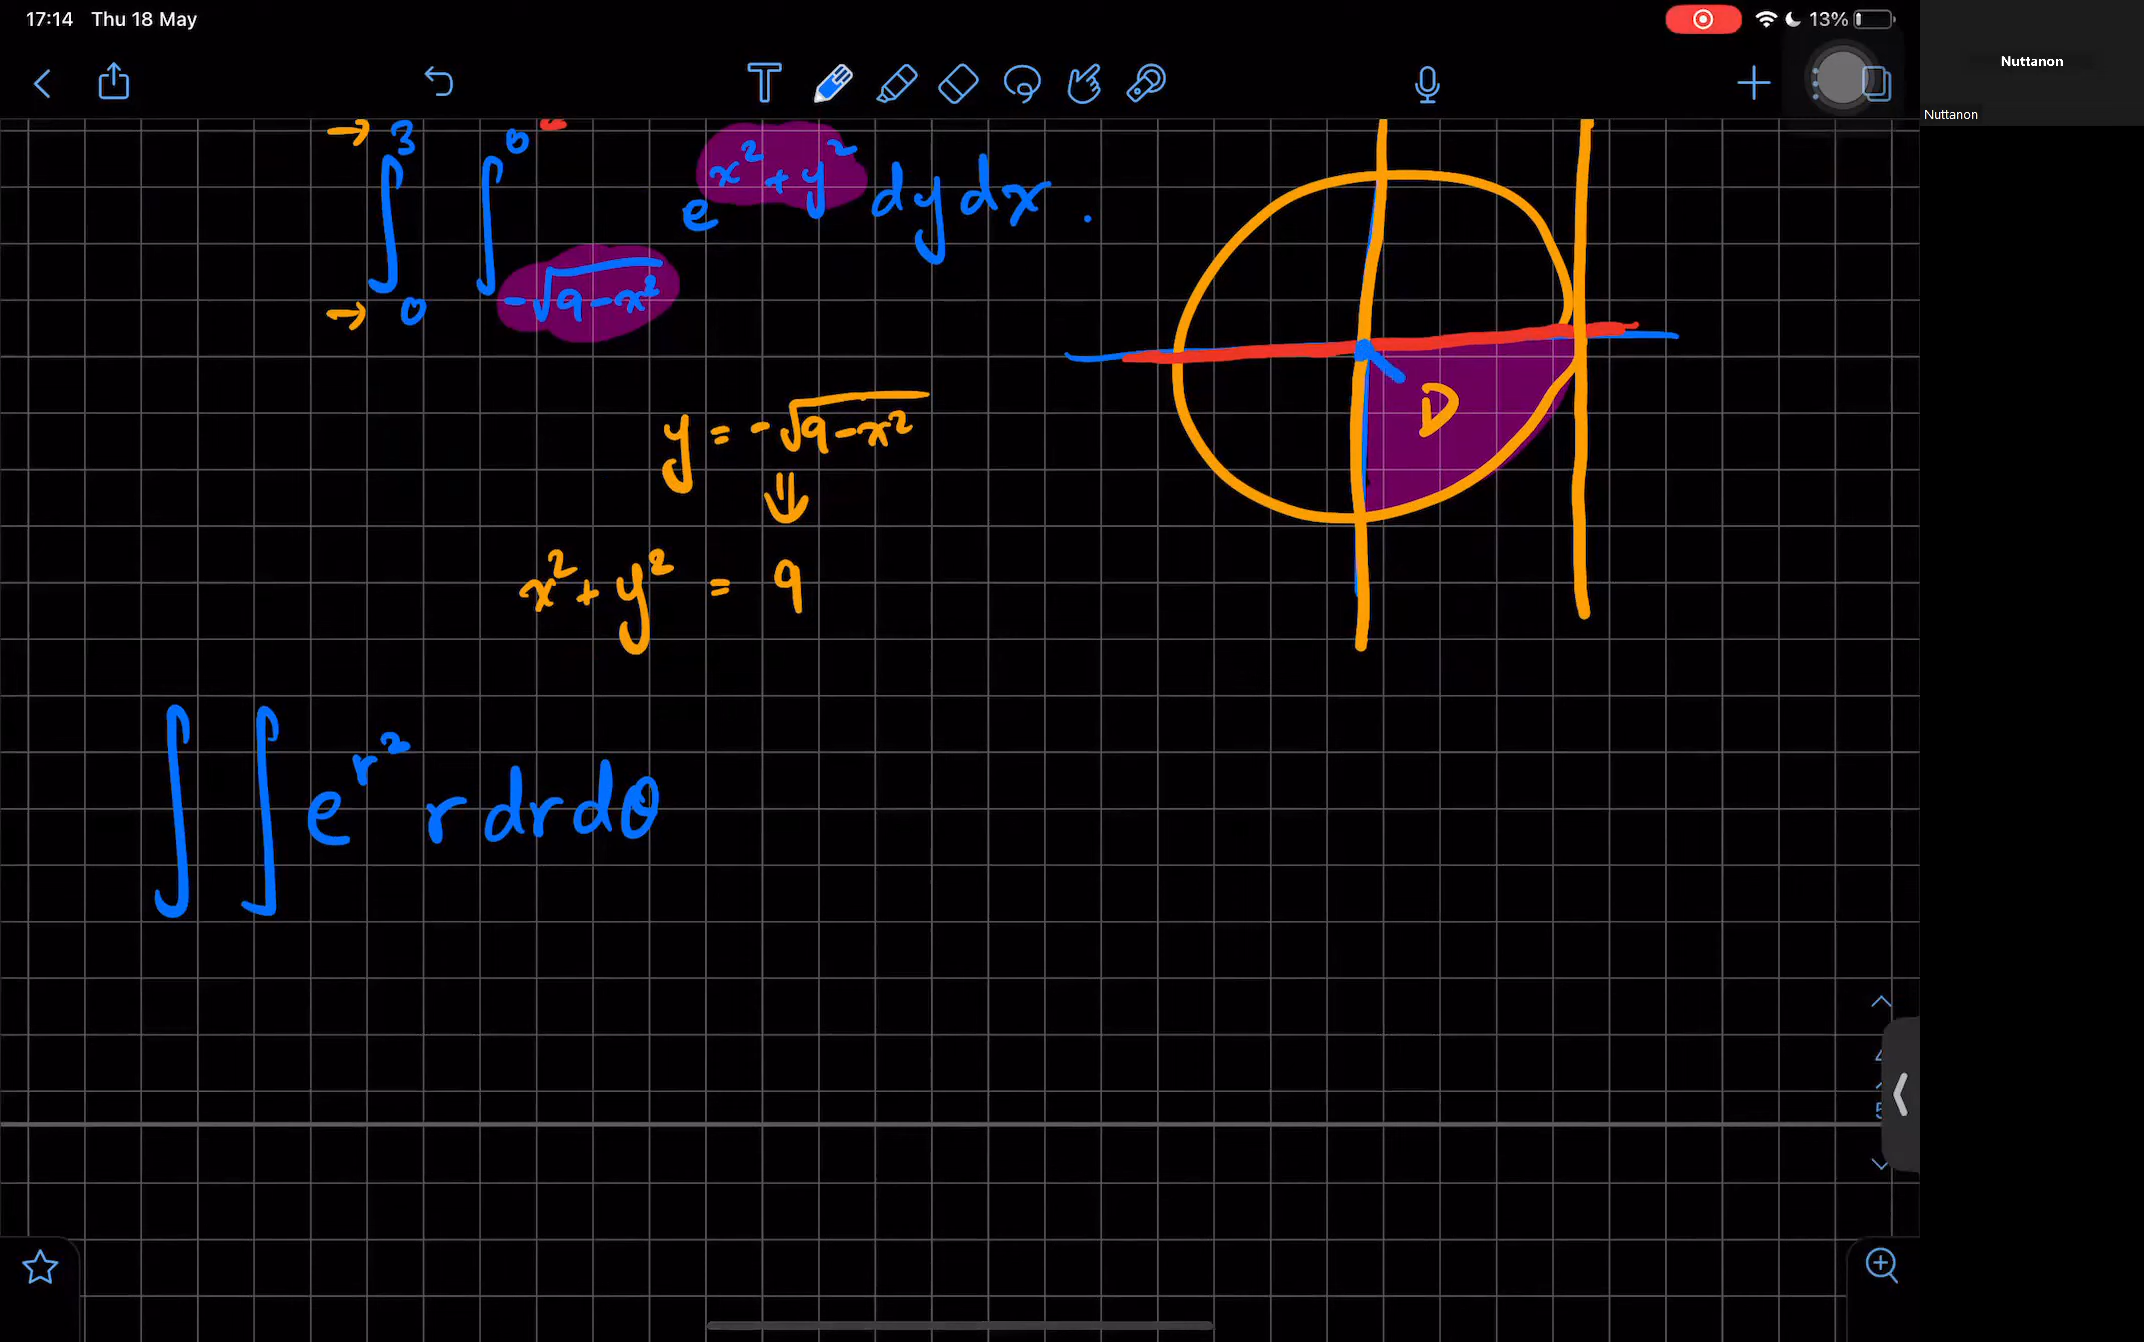 17:14 Thu 18 May
13%
Nuttanon
Nuttanon
→ ∫₀³ ∫_{-√(9-x²)}^{0} e^{x²+y²} dy dx .
→
D
y = -√(9-x²)
⇓
x² + y² = 9
∫ ∫ e^{r²} r dr dθ